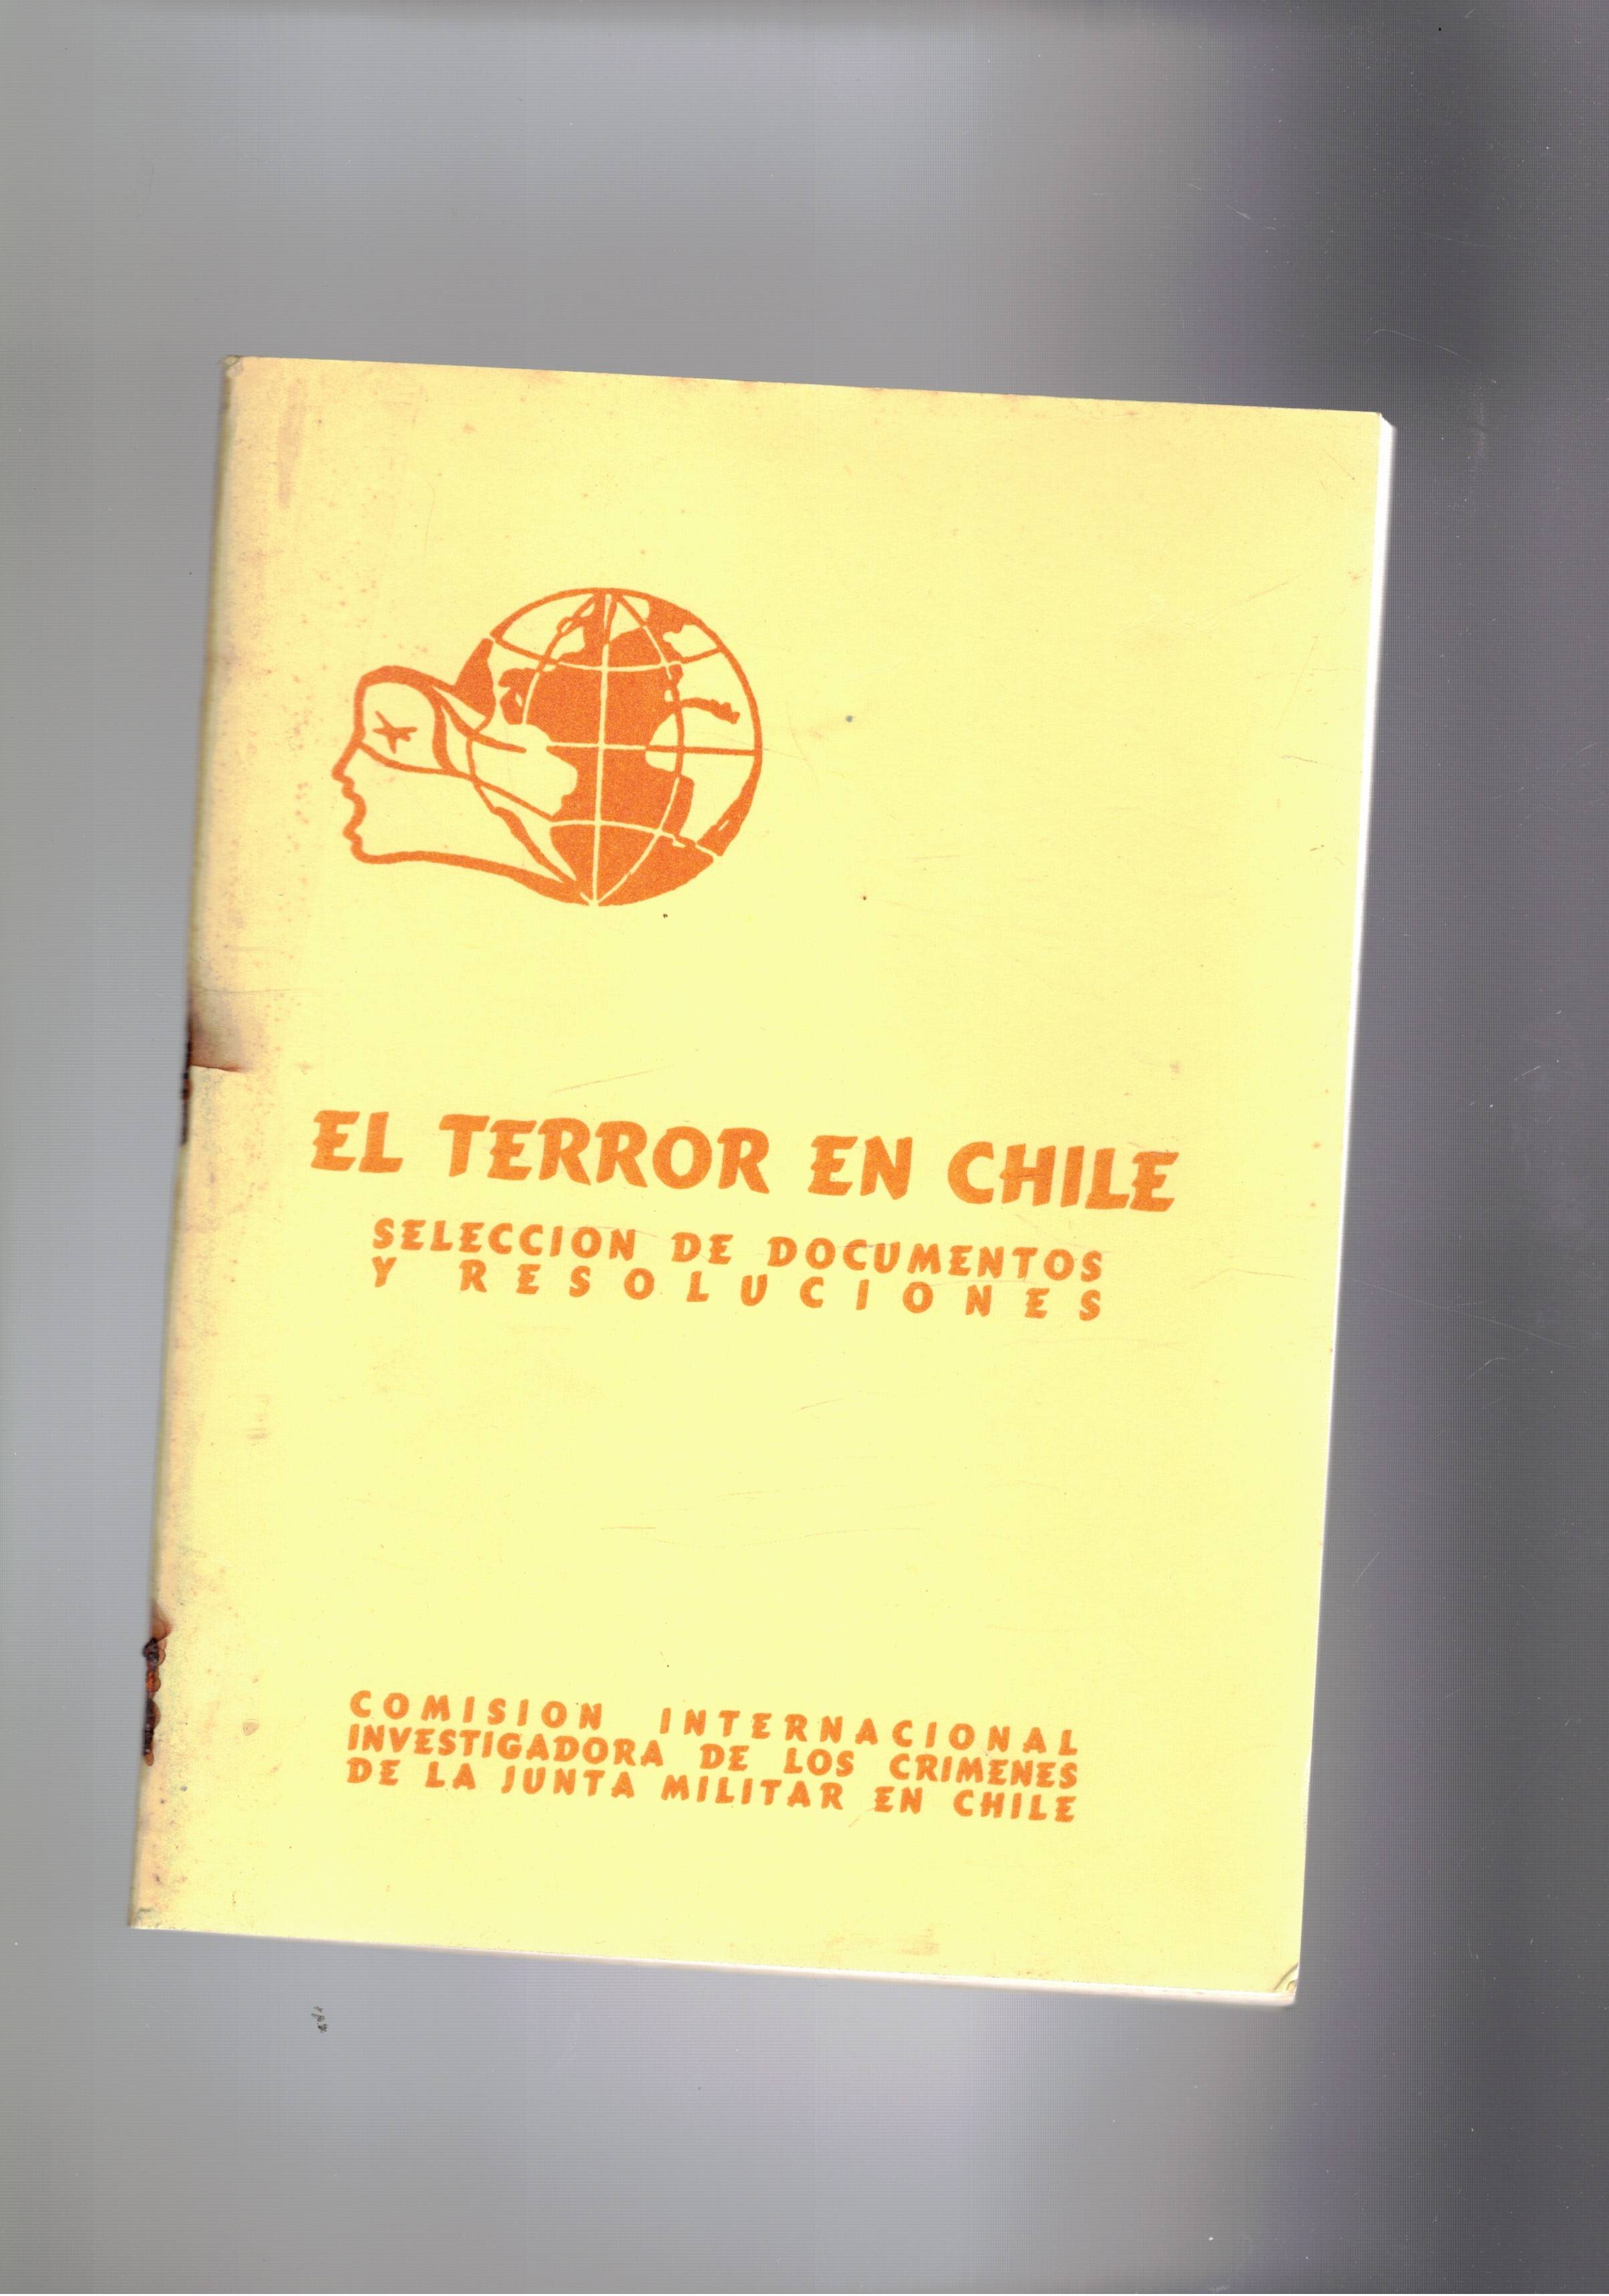 EL TERROR EN CHILE
SELECCION DE DOCUMENTOS
Y RESOLUCIONES
COMISION INTERNACIONAL
INVESTIGADORA DE LOS CRIMENES
DE LA JUNTA MILITAR EN CHILE